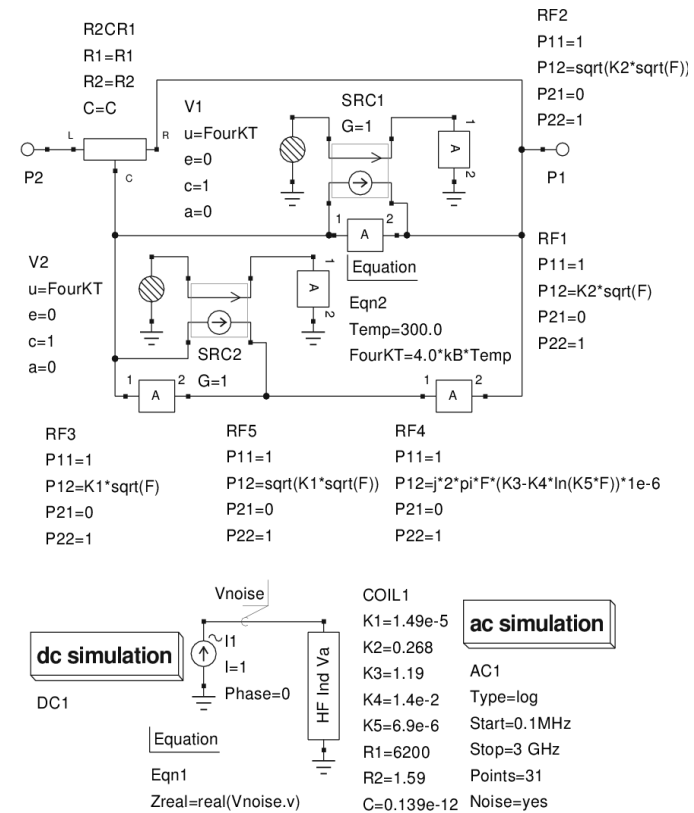 R2CR1
R1=R1
R2=R2
C=C
L
R
C
P2
V1
u=FourKT
e=0
c=1
a=0
SRC1
G=1
1
A
2
RF2
P11=1
P12=sqrt(K2*sqrt(F))
P21=0
P22=1
P1
1
A
2
Equation
Eqn2
Temp=300.0
FourKT=4.0*kB*Temp
RF1
P11=1
P12=K2*sqrt(F)
P21=0
P22=1
V2
u=FourKT
e=0
c=1
a=0
1
A
2
SRC2
G=1
1
A
2
1
A
2
RF3
P11=1
P12=K1*sqrt(F)
P21=0
P22=1
RF5
P11=1
P12=sqrt(K1*sqrt(F))
P21=0
P22=1
RF4
P11=1
P12=j*2*pi*F*(K3-K4*ln(K5*F))*1e-6
P21=0
P22=1
dc simulation
DC1
Vnoise
I1
I=1
Phase=0
HF Ind Va
Equation
Eqn1
Zreal=real(Vnoise.v)
COIL1
K1=1.49e-5
K2=0.268
K3=1.19
K4=1.4e-2
K5=6.9e-6
R1=6200
R2=1.59
C=0.139e-12
ac simulation
AC1
Type=log
Start=0.1MHz
Stop=3 GHz
Points=31
Noise=yes